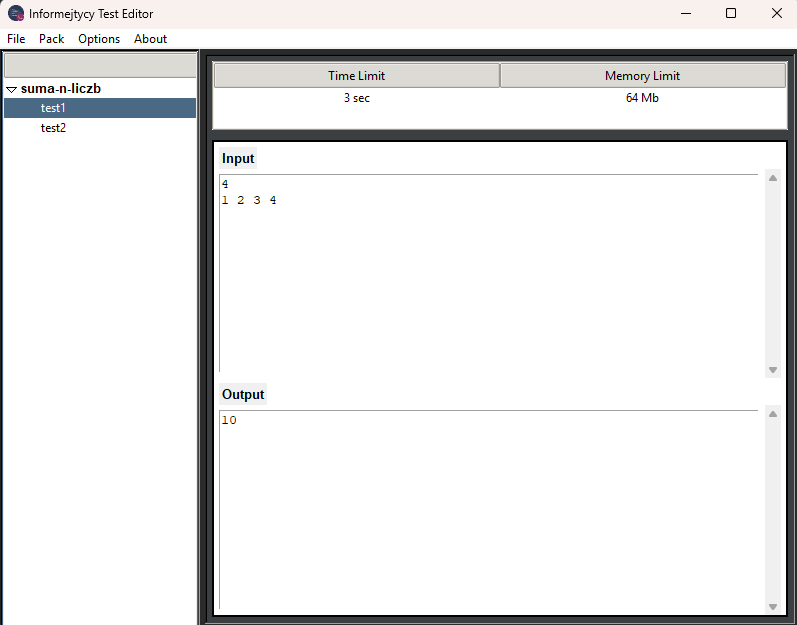 Informejtycy Test Editor
File Pack Options About
suma-n-liczb
test1
test2
Time Limit Memory Limit
3 sec 64 Mb
Input
4
1 2 3 4
Output
10